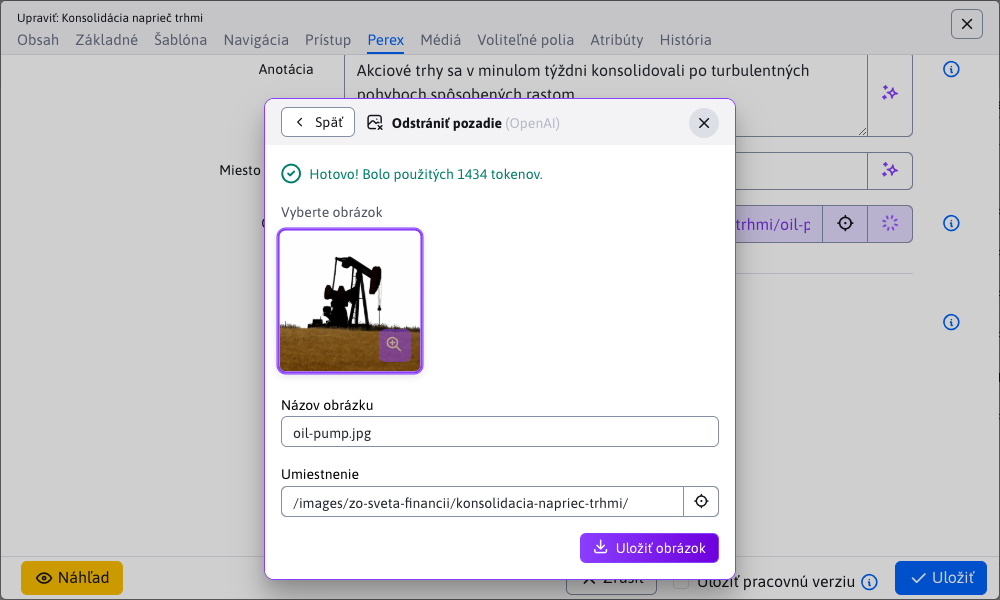 Upraviť: Konsolidácia naprieč trhmi
Obsah Základné Šablóna Navigácia Prístup Perex Médiá Voliteľné polia Atribúty História
Anotácia
Akciové trhy sa v minulom týždni konsolidovali po turbulentných
pohyboch spôsobených rastom
Späť
Odstrániť pozadie (OpenAI)
Hotovo! Bolo použitých 1434 tokenov.
Miesto
Vyberte obrázok
trhmi/oil-p
Názov obrázku
oil-pump.jpg
Umiestnenie
/images/zo-sveta-financii/konsolidacia-napriec-trhmi/
Uložiť obrázok
Náhľad
Zrušiť
Uložiť pracovnú verziu
Uložiť